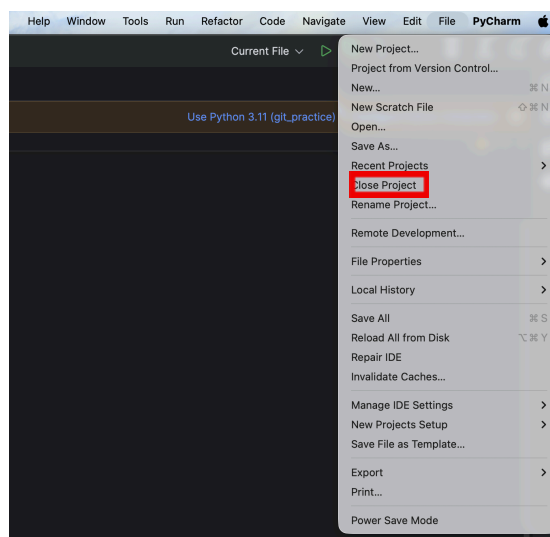 Help Window Tools Run Refactor Code Navigate View Edit File PyCharm
Current File
Use Python 3.11 (git_practice)
New Project...
Project from Version Control...
New... ⌘ N
New Scratch File ⇧ ⌘ N
Open...
Save As...
Recent Projects
Close Project
Rename Project...
Remote Development...
File Properties
Local History
Save All ⌘ S
Reload All from Disk ⌥ ⌘ Y
Repair IDE
Invalidate Caches...
Manage IDE Settings
New Projects Setup
Save File as Template...
Export
Print...
Power Save Mode